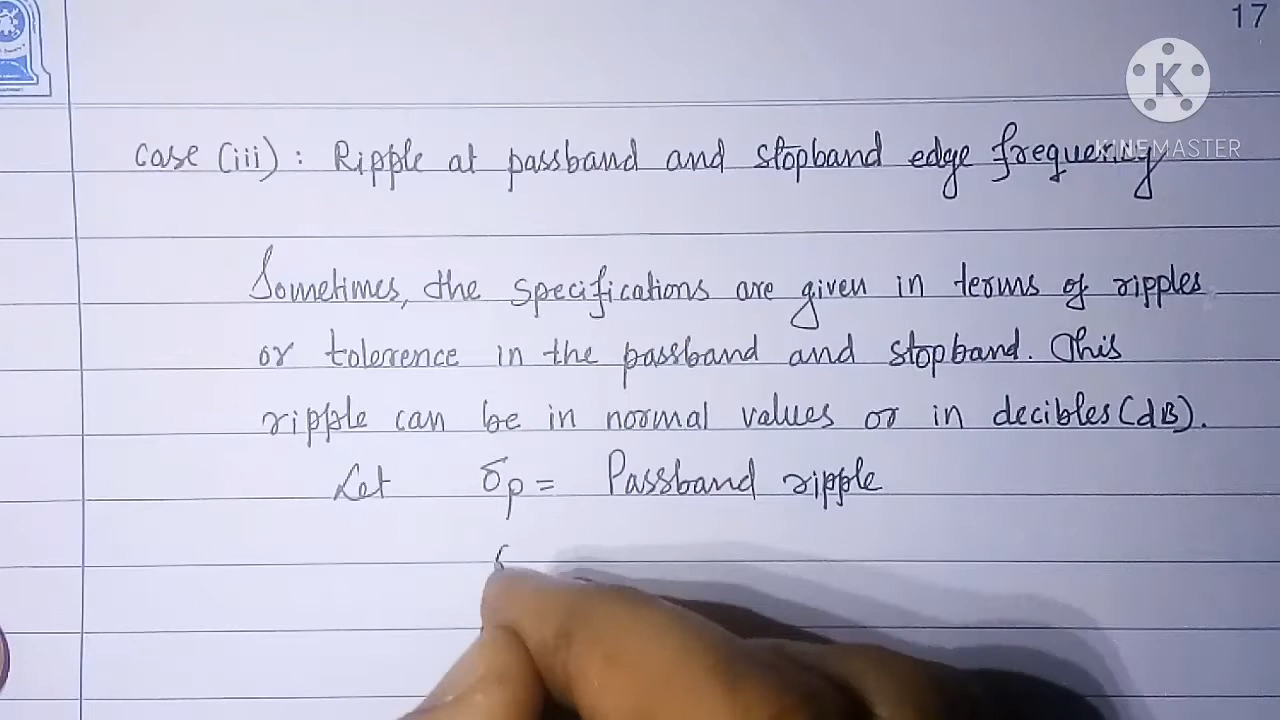 17
K
KINEMASTER
case (iii) : Ripple at passband and stopband edge frequency
Sometimes, the specifications are given in terms of ripples
or tolerence in the passband and stopband. This
ripple can be in normal values or in decibles (dB).
Let δp = Passband ripple